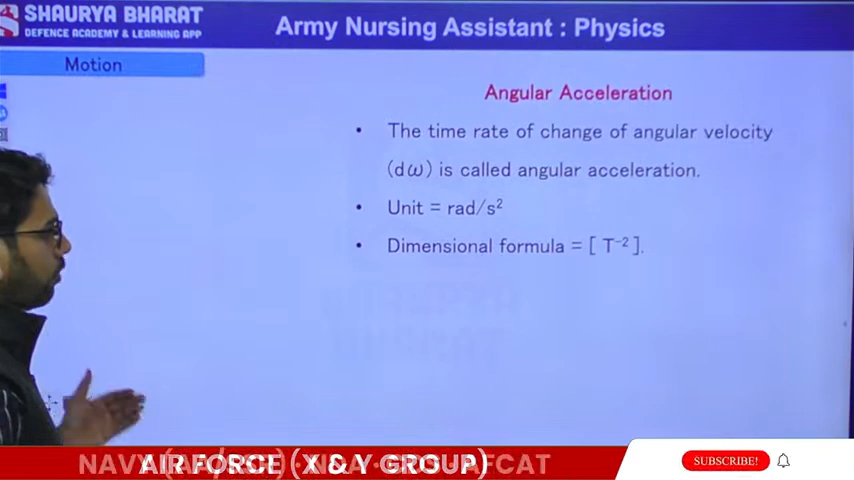 SHAURYA BHARAT
DEFENCE ACADEMY & LEARNING APP
Army Nursing Assistant : Physics
Motion
Angular Acceleration
• The time rate of change of angular velocity
(dω) is called angular acceleration.
• Unit = rad/s²
• Dimensional formula = [ T⁻² ].
AIR FORCE (X & Y GROUP)
SUBSCRIBE!